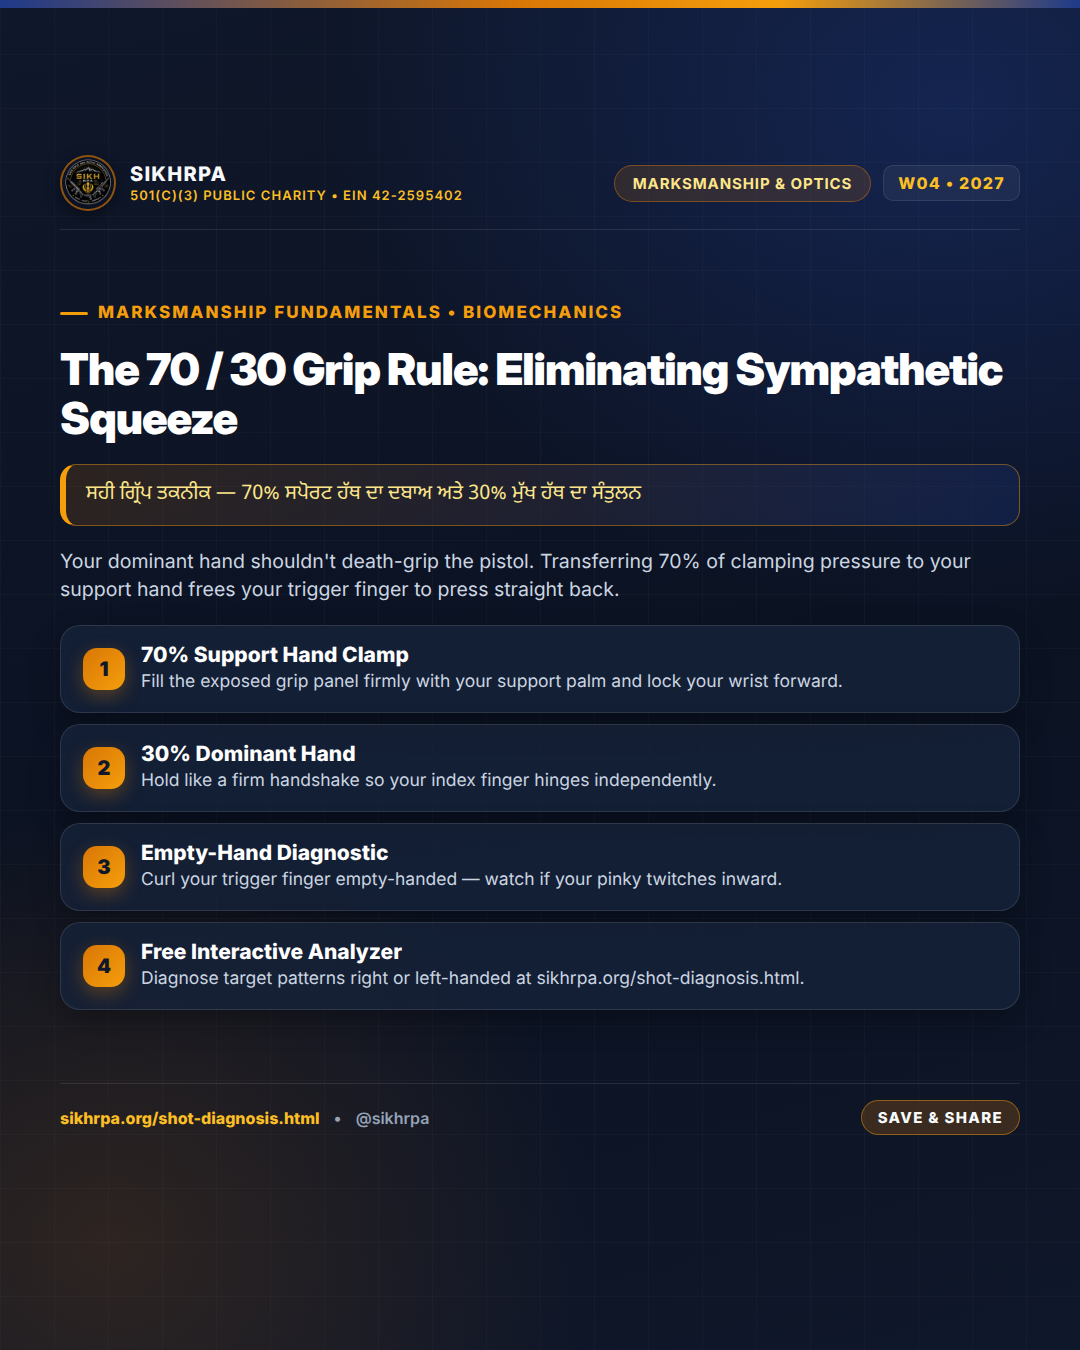 SIKHRPA
501(C)(3) PUBLIC CHARITY • EIN 42-2595402
MARKSMANSHIP & OPTICS
W04 • 2027
MARKSMANSHIP FUNDAMENTALS • BIOMECHANICS
The 70 / 30 Grip Rule: Eliminating Sympathetic
Squeeze
ਸਹੀ ਗ੍ਰਿੱਪ ਤਕਨੀਕ — 70% ਸਪੋਰਟ ਹੱਥ ਦਾ ਦਬਾਅ ਅਤੇ 30% ਮੁੱਖ ਹੱਥ ਦਾ ਸੰਤੁਲਨ
Your dominant hand shouldn't death-grip the pistol. Transferring 70% of clamping pressure to your
support hand frees your trigger finger to press straight back.
1
70% Support Hand Clamp
Fill the exposed grip panel firmly with your support palm and lock your wrist forward.
2
30% Dominant Hand
Hold like a firm handshake so your index finger hinges independently.
3
Empty-Hand Diagnostic
Curl your trigger finger empty-handed — watch if your pinky twitches inward.
4
Free Interactive Analyzer
Diagnose target patterns right or left-handed at sikhrpa.org/shot-diagnosis.html.
sikhrpa.org/shot-diagnosis.html • @sikhrpa
SAVE & SHARE